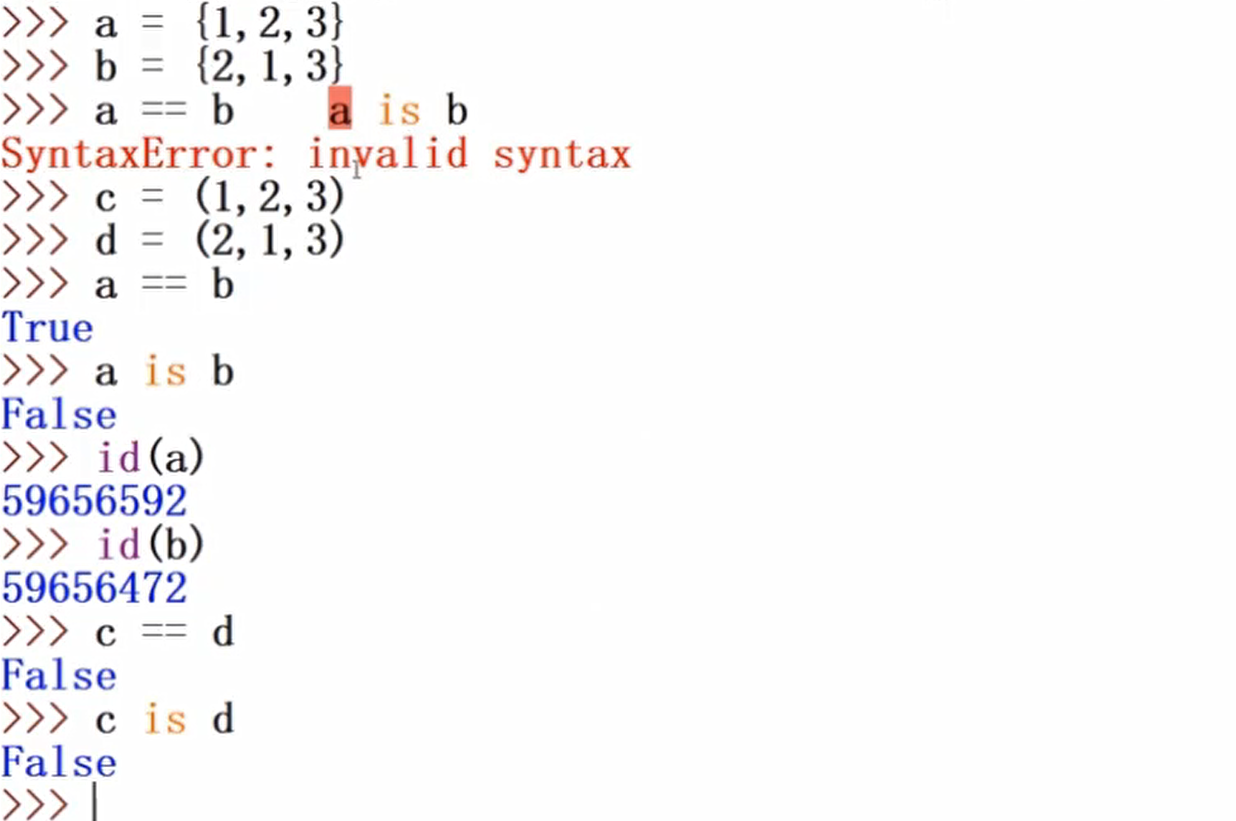 >>> a = {1, 2, 3}
>>> b = {2, 1, 3}
>>> a == b    a is b
SyntaxError: invalid syntax
>>> c = (1, 2, 3)
>>> d = (2, 1, 3)
>>> a == b
True
>>> a is b
False
>>> id(a)
59656592
>>> id(b)
59656472
>>> c == d
False
>>> c is d
False
>>>